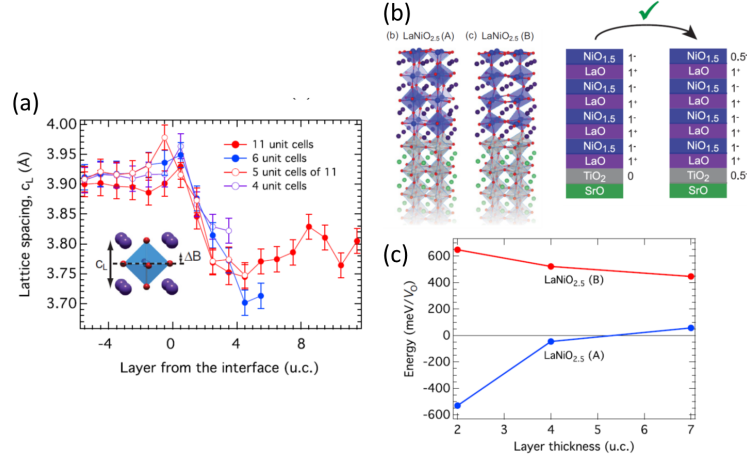 (b)
(b) LaNiO2.5 (A)
(c) LaNiO2.5 (B)
NiO1.5 1-
LaO 1+
NiO1.5 1-
LaO 1+
NiO1.5 1-
LaO 1+
NiO1.5 1-
LaO 1+
TiO2 0
SrO
NiO1.5 0.5-
LaO 1+
NiO1.5 1-
LaO 1+
NiO1.5 1-
LaO 1+
NiO1.5 1-
LaO 1+
TiO2 0.5-
SrO
(a)
4.00
3.95
3.90
3.85
3.80
3.75
3.70
Lattice spacing, cL (Å)
11 unit cells
6 unit cells
5 unit cells of 11
4 unit cells
cL
ΔB
-4
0
4
8
Layer from the interface (u.c.)
(c)
600
400
200
0
-200
-400
-600
Energy (meV/VO)
LaNiO2.5 (B)
LaNiO2.5 (A)
2
3
4
5
6
7
Layer thickness (u.c.)